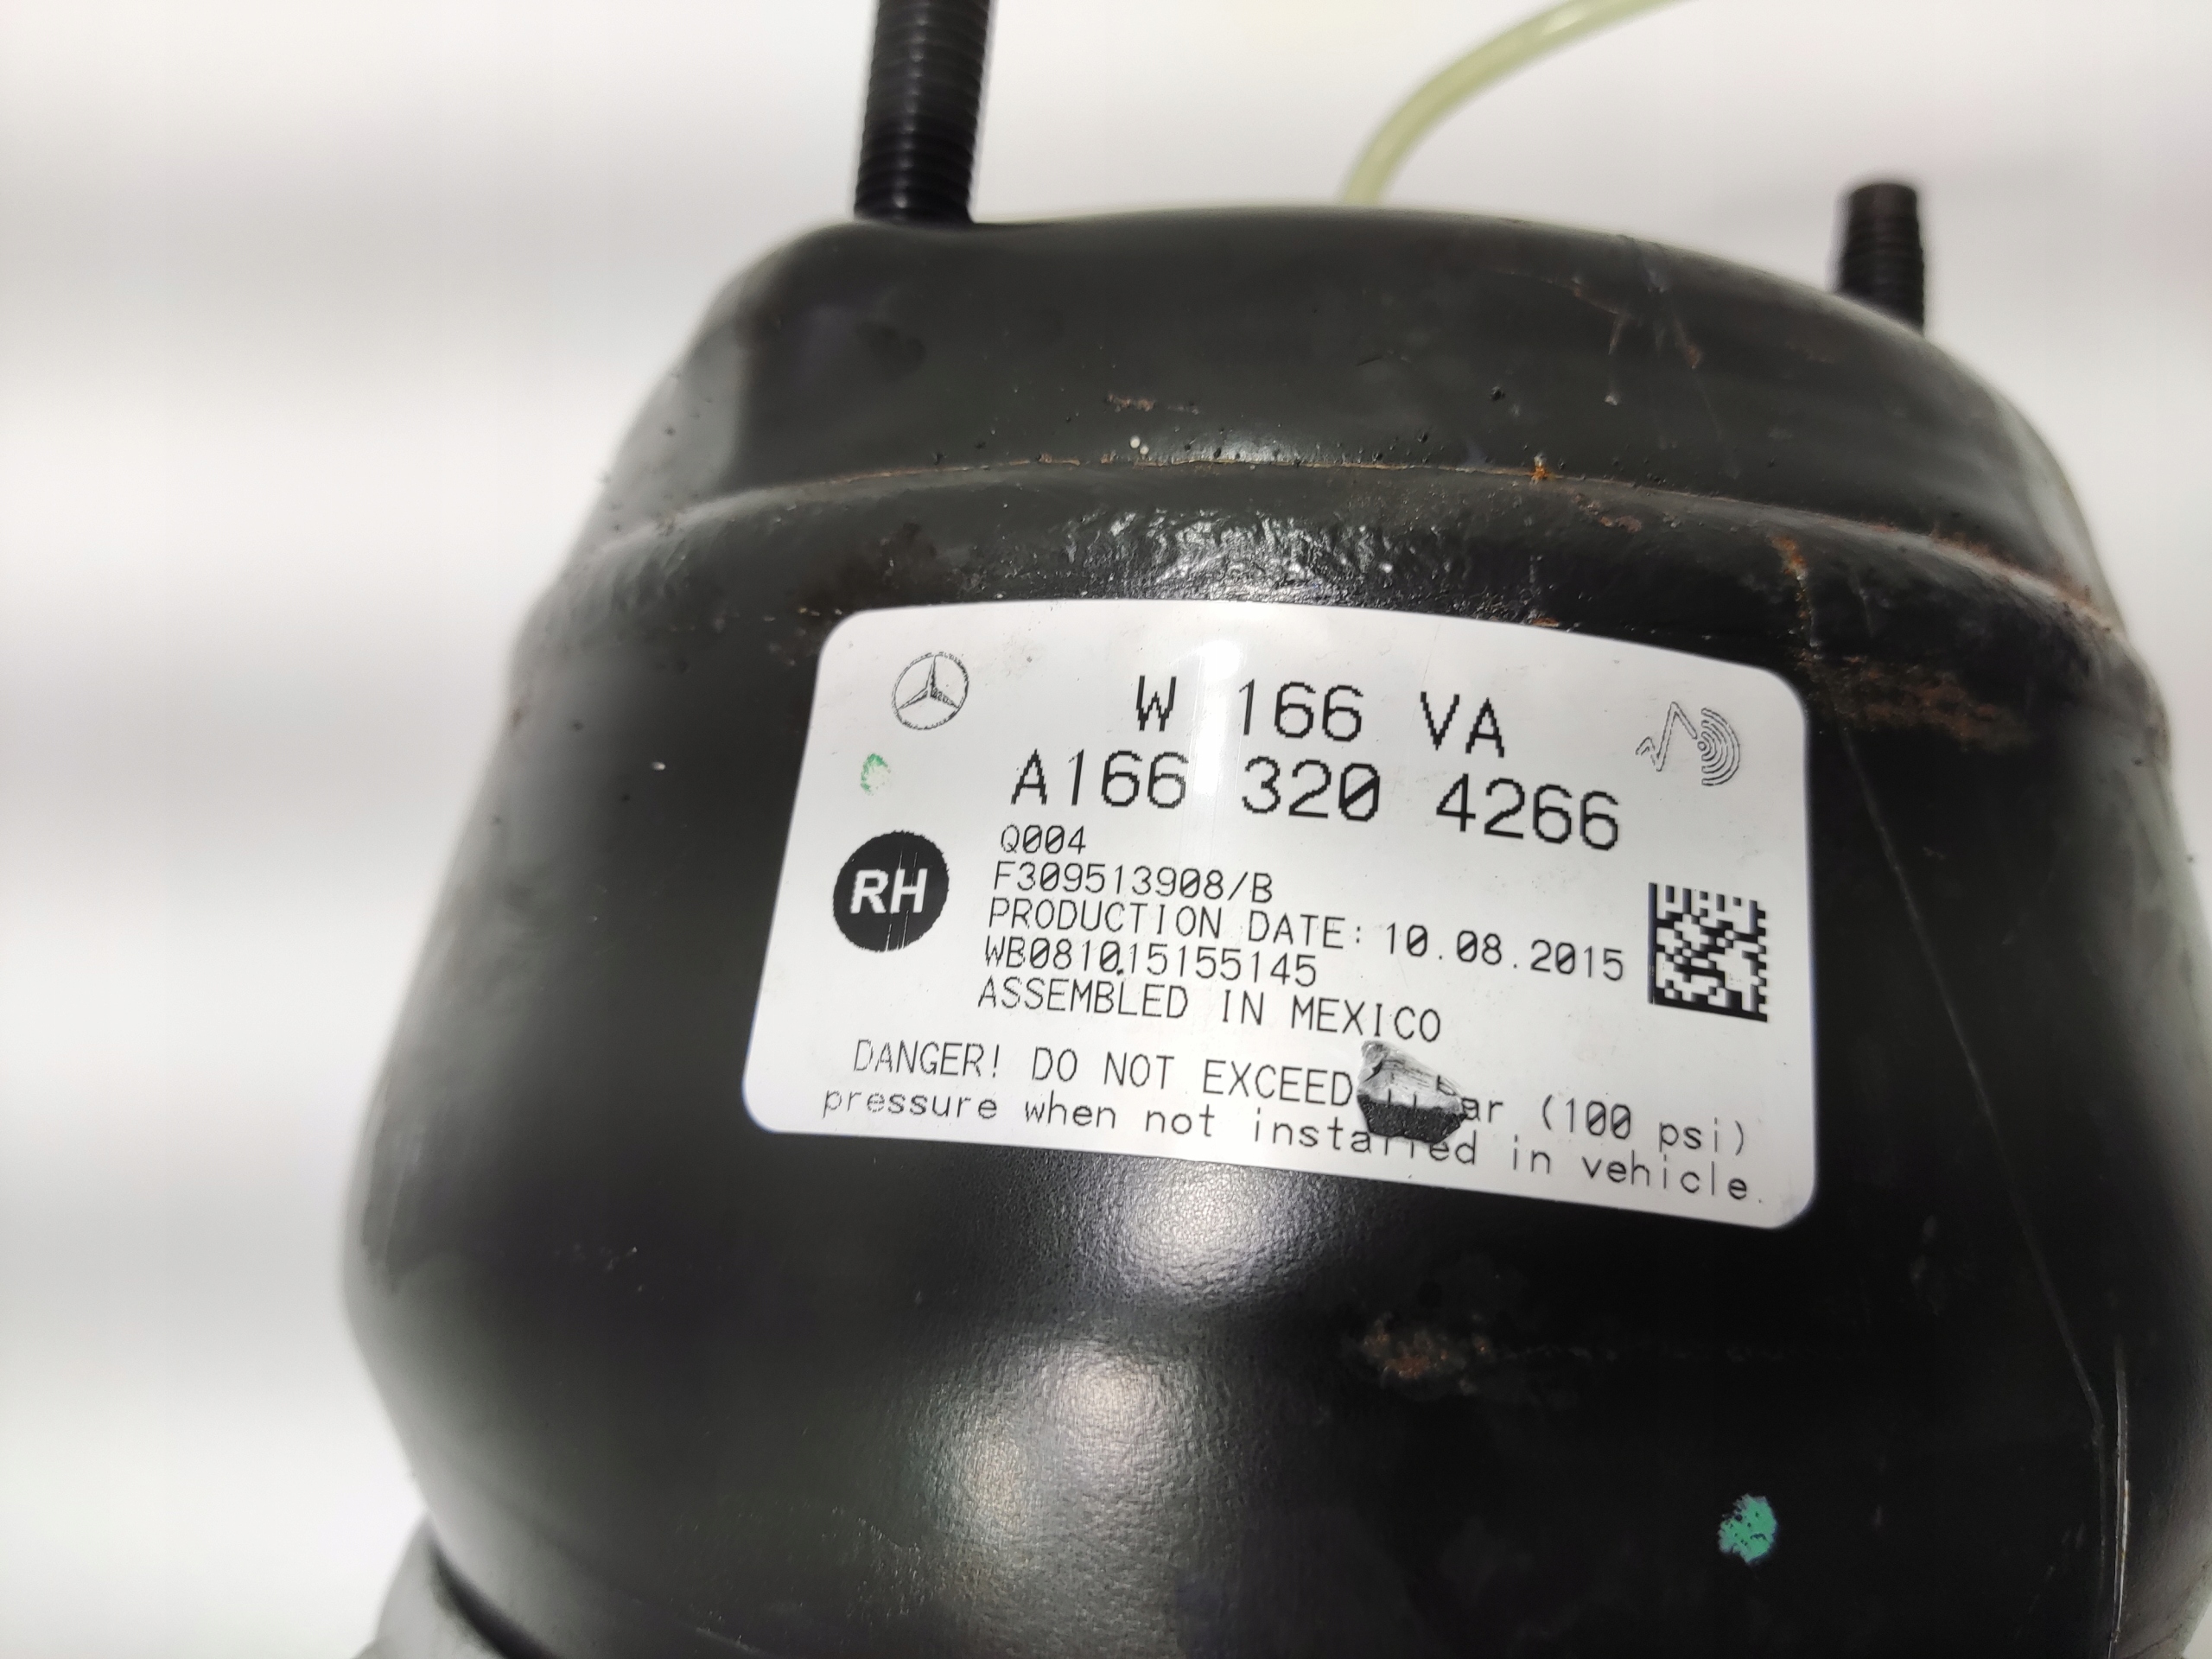 W 166 VA
A166 320 4266
Q004
F309513908/B
RH
PRODUCTION DATE: 10.08.2015
WB081015155145
ASSEMBLED IN MEXICO
DANGER! DO NOT EXCEED (100 psi)
pressure when not installed in vehicle.